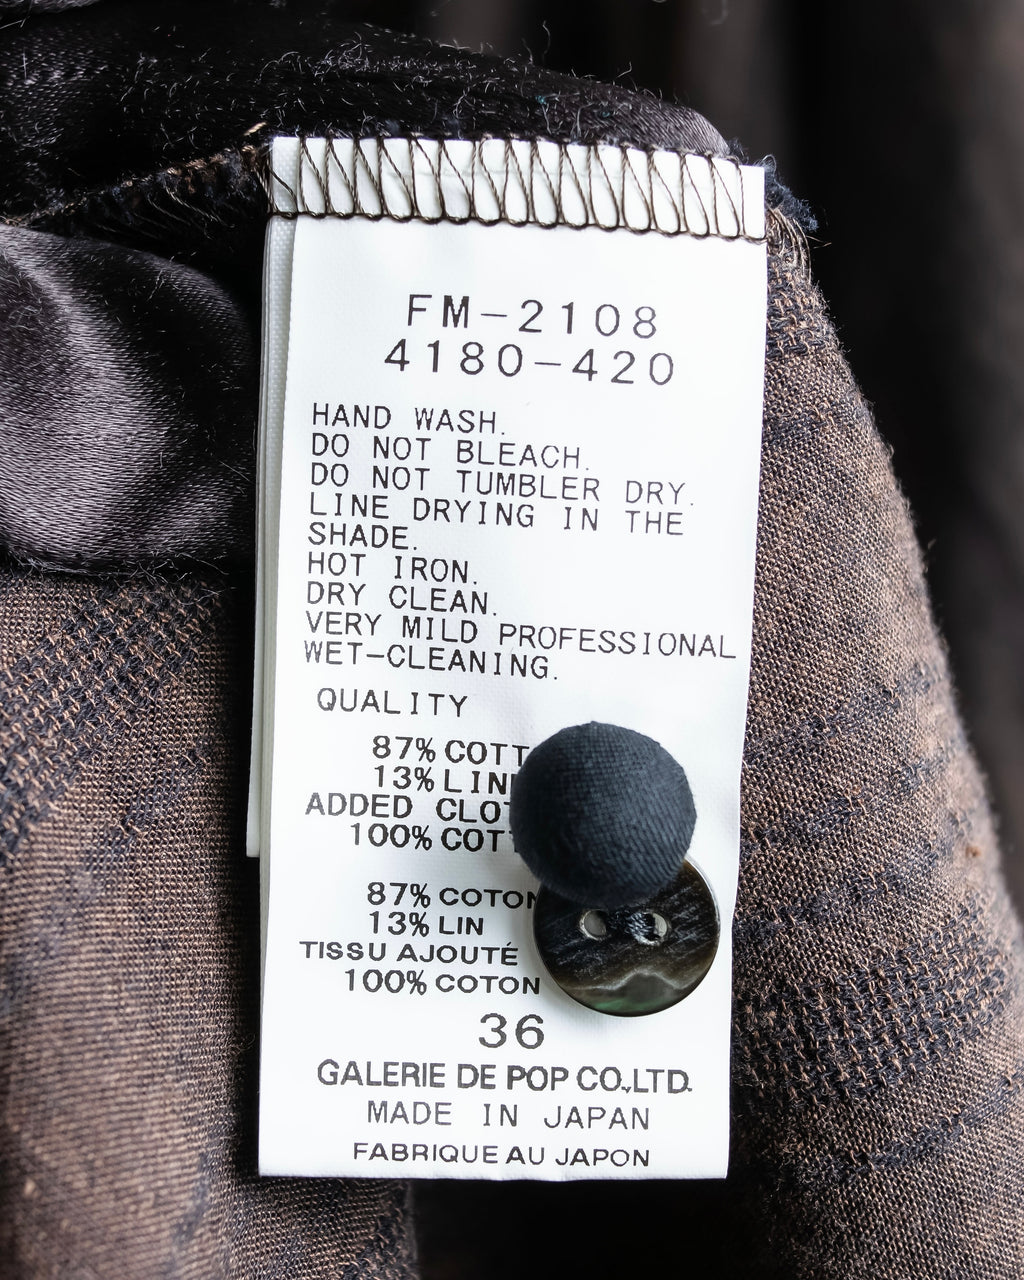 FM-2108
4180-420
HAND WASH.
DO NOT BLEACH.
DO NOT TUMBLER DRY.
LINE DRYING IN THE
SHADE.
HOT IRON.
DRY CLEAN.
VERY MILD PROFESSIONAL
WET-CLEANING.
QUALITY
87% COTT
13% LIN
ADDED CLO
100% COT
87% COTON
13% LIN
TISSU AJOUTÉ
100% COTON
36
GALERIE DE POP CO.,LTD.
MADE IN JAPAN
FABRIQUE AU JAPON